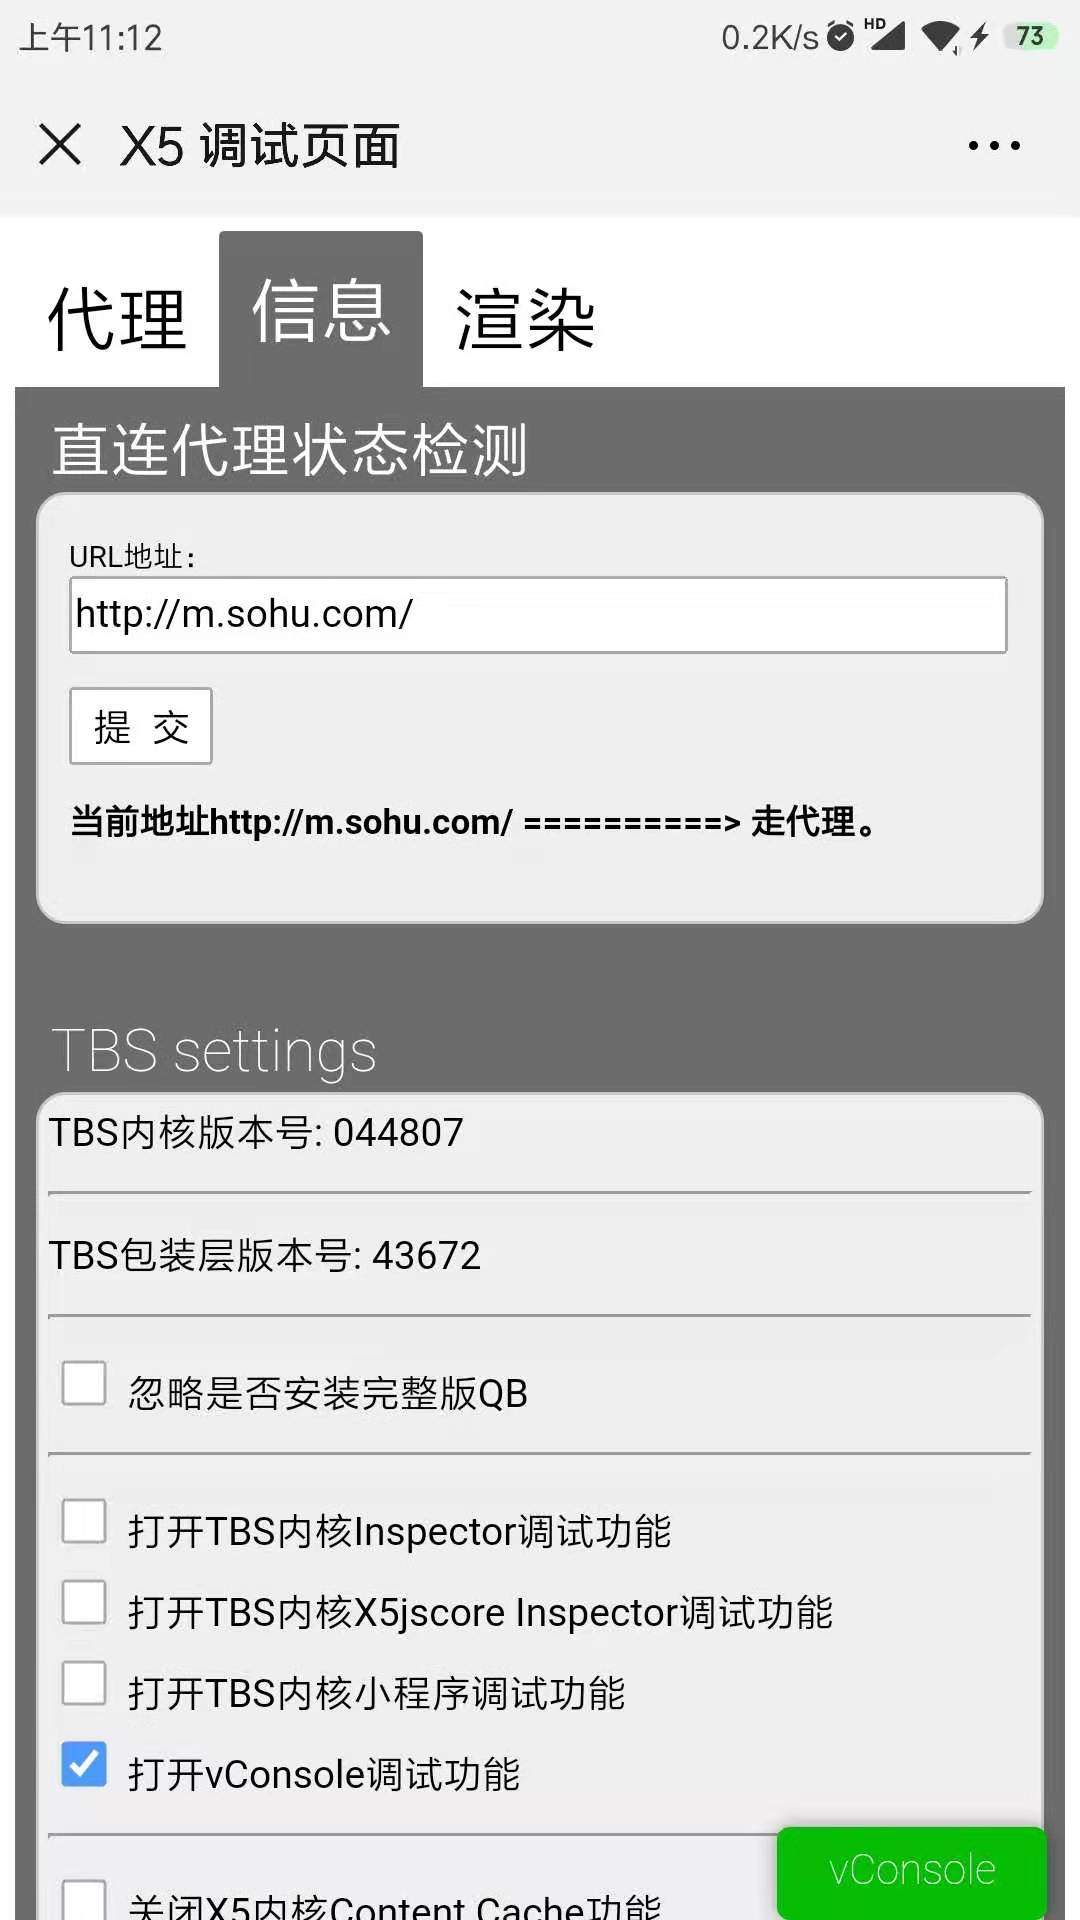 上午11:12
0.2K/s HD 73
X5 调试页面
代理 信息 渲染
直连代理状态检测
URL地址：
http://m.sohu.com/
提 交
当前地址http://m.sohu.com/ ==========> 走代理。
TBS settings
TBS内核版本号: 044807
TBS包装层版本号: 43672
忽略是否安装完整版QB
打开TBS内核Inspector调试功能
打开TBS内核X5jscore Inspector调试功能
打开TBS内核小程序调试功能
打开vConsole调试功能
vConsole
关闭X5内核Content Cache功能